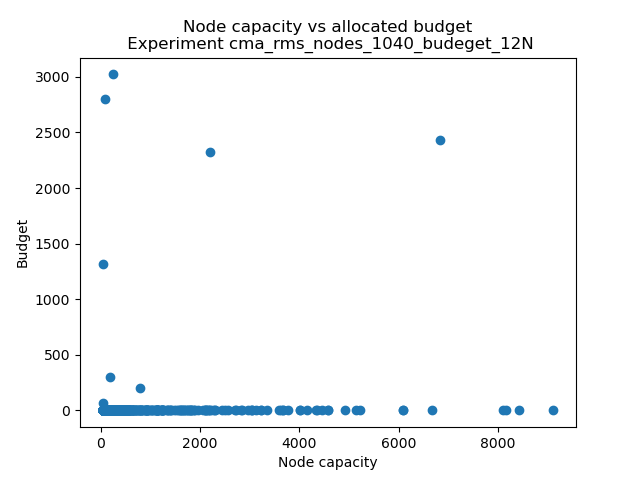 Node capacity vs allocated budget
Experiment cma_rms_nodes_1040_budeget_12N
3000
2500
2000
1500
1000
500
0
Budget
0 2000 4000 6000 8000
Node capacity